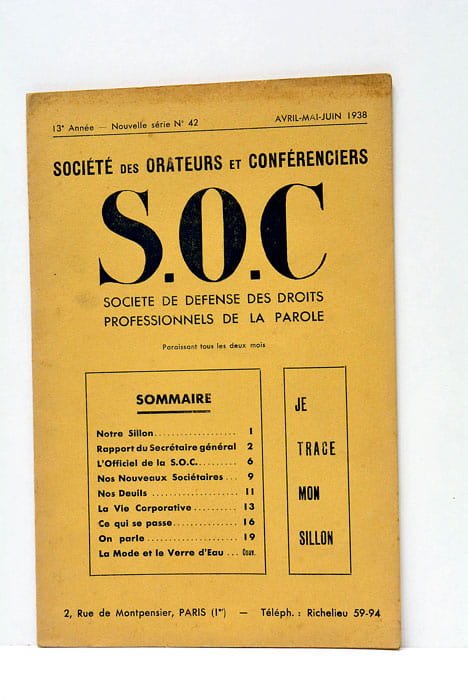 13e Année — Nouvelle série N° 42
AVRIL-MAI-JUIN 1938
SOCIÉTÉ DES ORATEURS ET CONFÉRENCIERS
S.O.C
SOCIETE DE DEFENSE DES DROITS
PROFESSIONNELS DE LA PAROLE
Paraissant tous les deux mois
SOMMAIRE
Notre Sillon.................. 1
Rapport du Secrétaire général 2
L'Officiel de la S.O.C......... 6
Nos Nouveaux Sociétaires... 9
Nos Deuils.................. 11
La Vie Corporative.......... 13
Ce qui se passe.............. 16
On parle.................... 19
La Mode et le Verre d'Eau ... Couv.
JE
TRACE
MON
SILLON
2, Rue de Montpensier, PARIS (Ier) — Téléph. : Richelieu 59-94